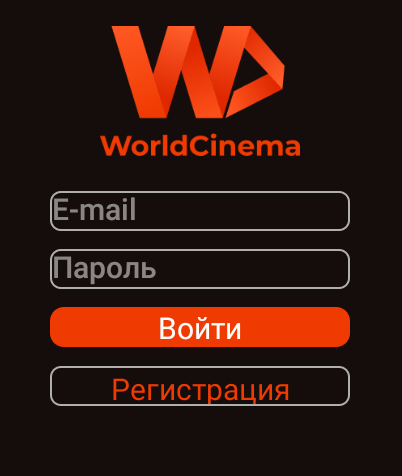 WorldCinema
E-mail
Пароль
Войти
Регистрация